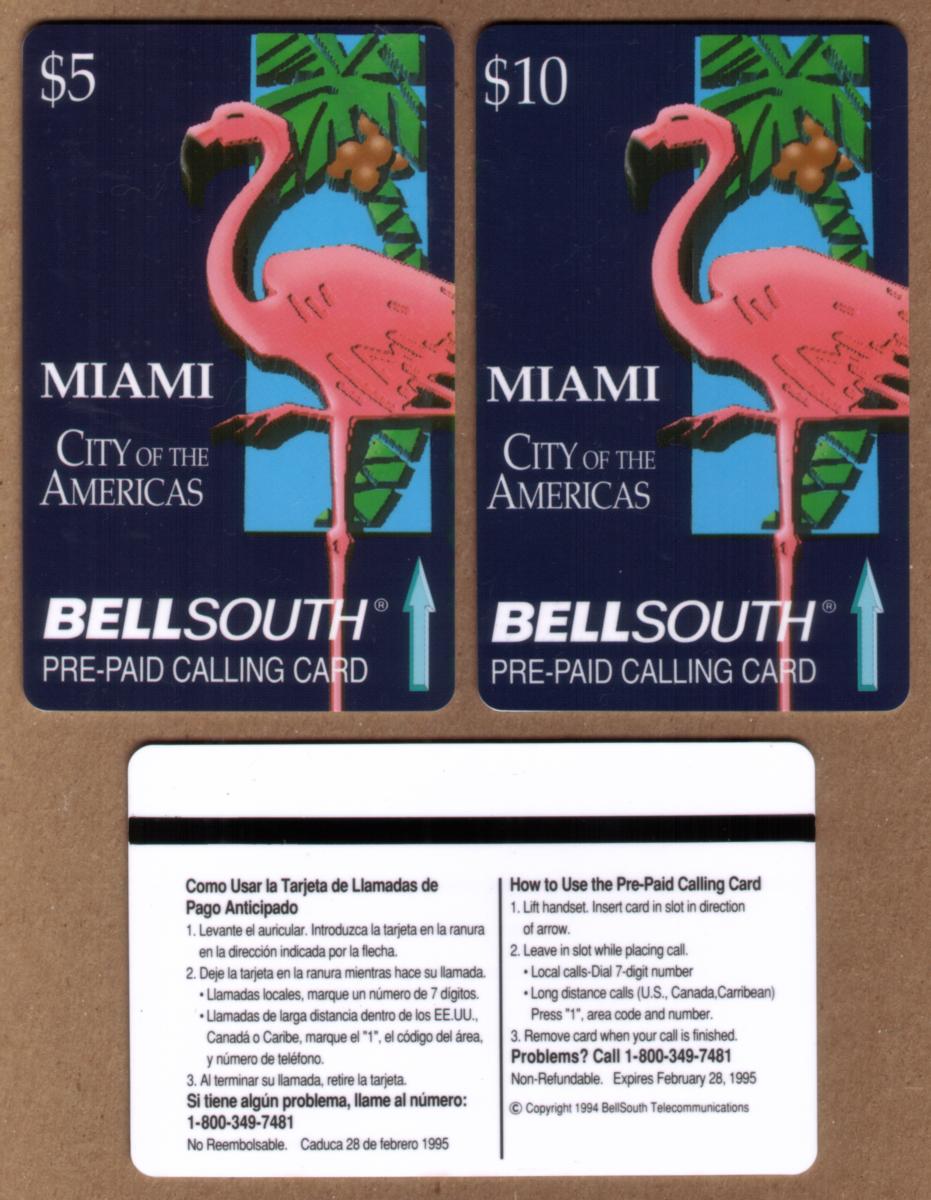 $5
MIAMI
CITY OF THE
AMERICAS
BELLSOUTH®
PRE-PAID CALLING CARD
$10
MIAMI
CITY OF THE
AMERICAS
BELLSOUTH®
PRE-PAID CALLING CARD
Como Usar la Tarjeta de Llamadas de
Pago Anticipado
1. Levante el auricular. Introduzca la tarjeta en la ranura
en la dirección indicada por la flecha.
2. Deje la tarjeta en la ranura mientras hace su llamada.
• Llamadas locales, marque un número de 7 dígitos.
• Llamadas de larga distancia dentro de los EE.UU.,
Canadá o Caribe, marque el "1", el código del área,
y número de teléfono.
3. Al terminar su llamada, retire la tarjeta.
Si tiene algún problema, llame al número:
1-800-349-7481
No Reembolsable. Caduca 28 de febrero 1995
How to Use the Pre-Paid Calling Card
1. Lift handset. Insert card in slot in direction
of arrow.
2. Leave in slot while placing call.
• Local calls-Dial 7-digit number
• Long distance calls (U.S., Canada,Carribean)
Press "1", area code and number.
3. Remove card when your call is finished.
Problems? Call 1-800-349-7481
Non-Refundable. Expires February 28, 1995
© Copyright 1994 BellSouth Telecommunications